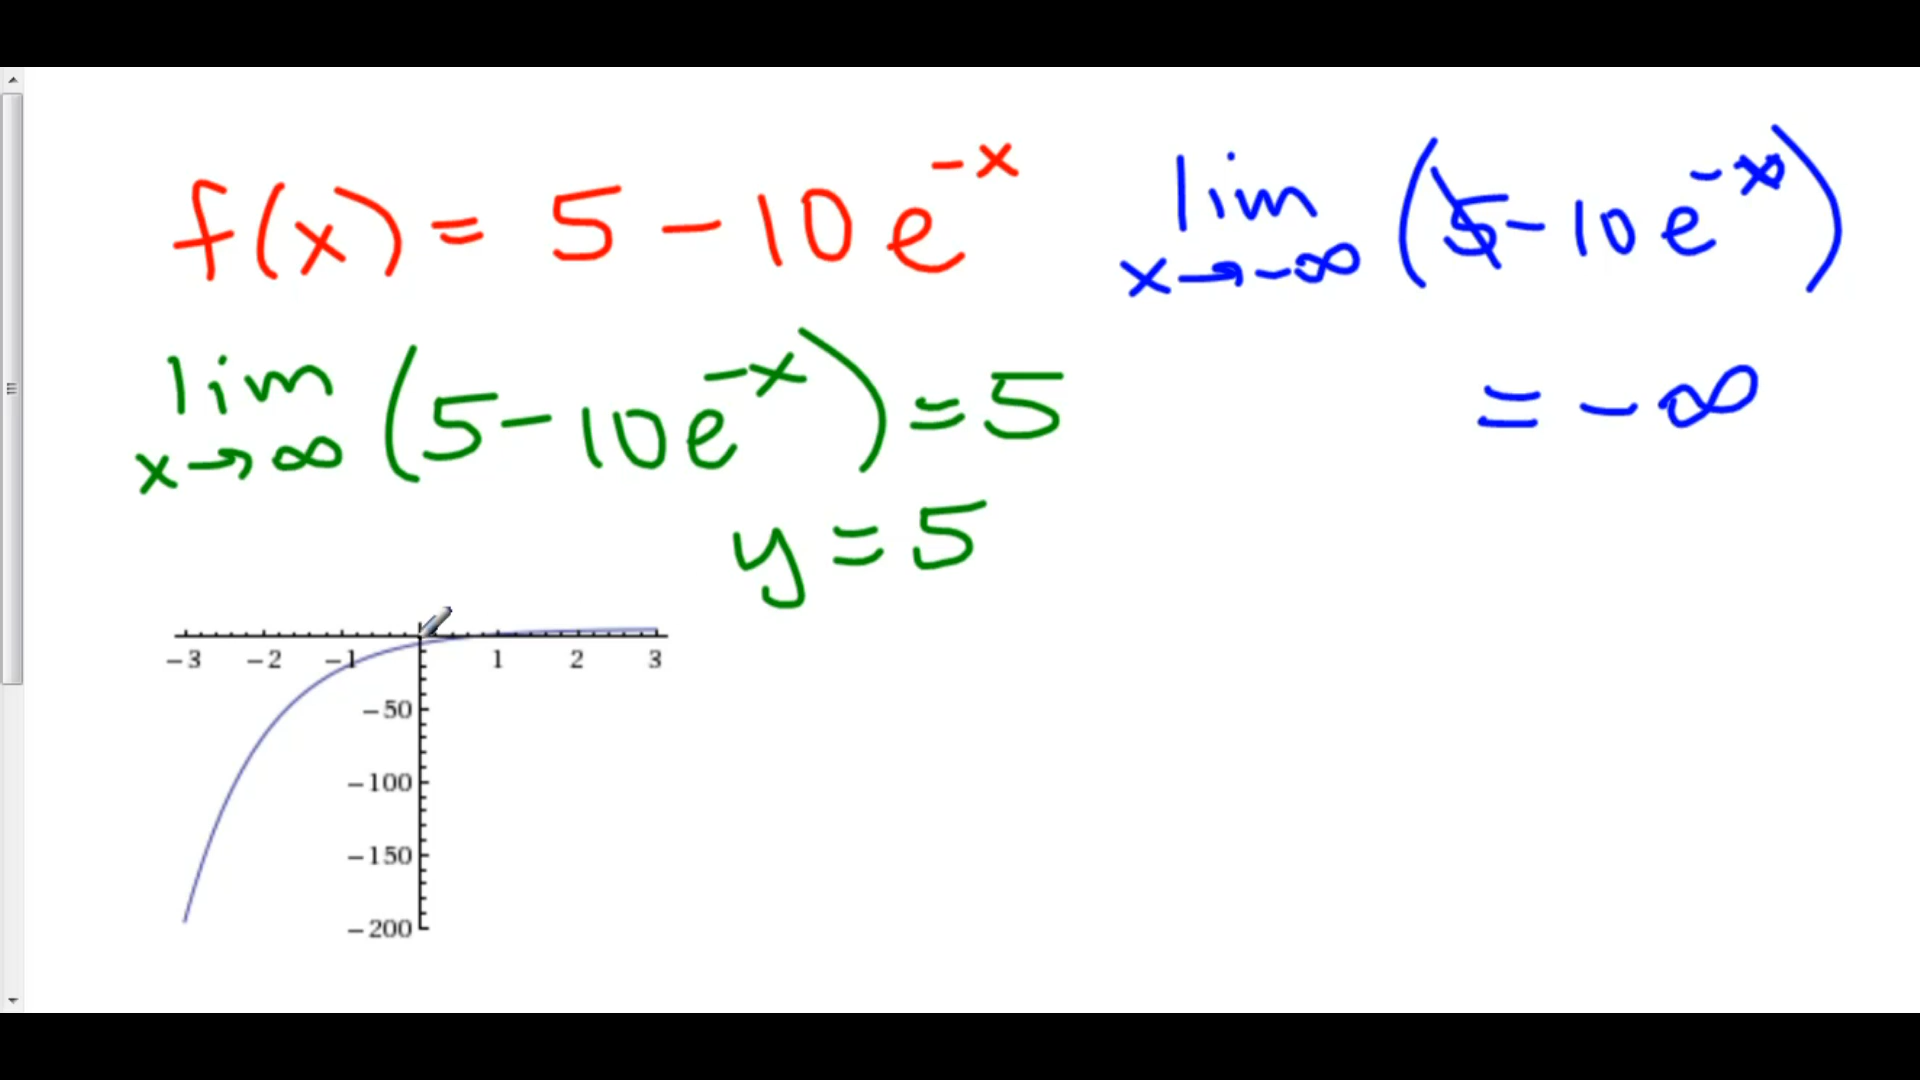 f(x) = 5 - 10e^{-x}
lim x→∞ (5 - 10e^{-x}) = 5
y = 5
lim x→-∞ (5 - 10e^{-x})
= -∞
-3 -2 -1 1 2 3
-50
-100
-150
-200